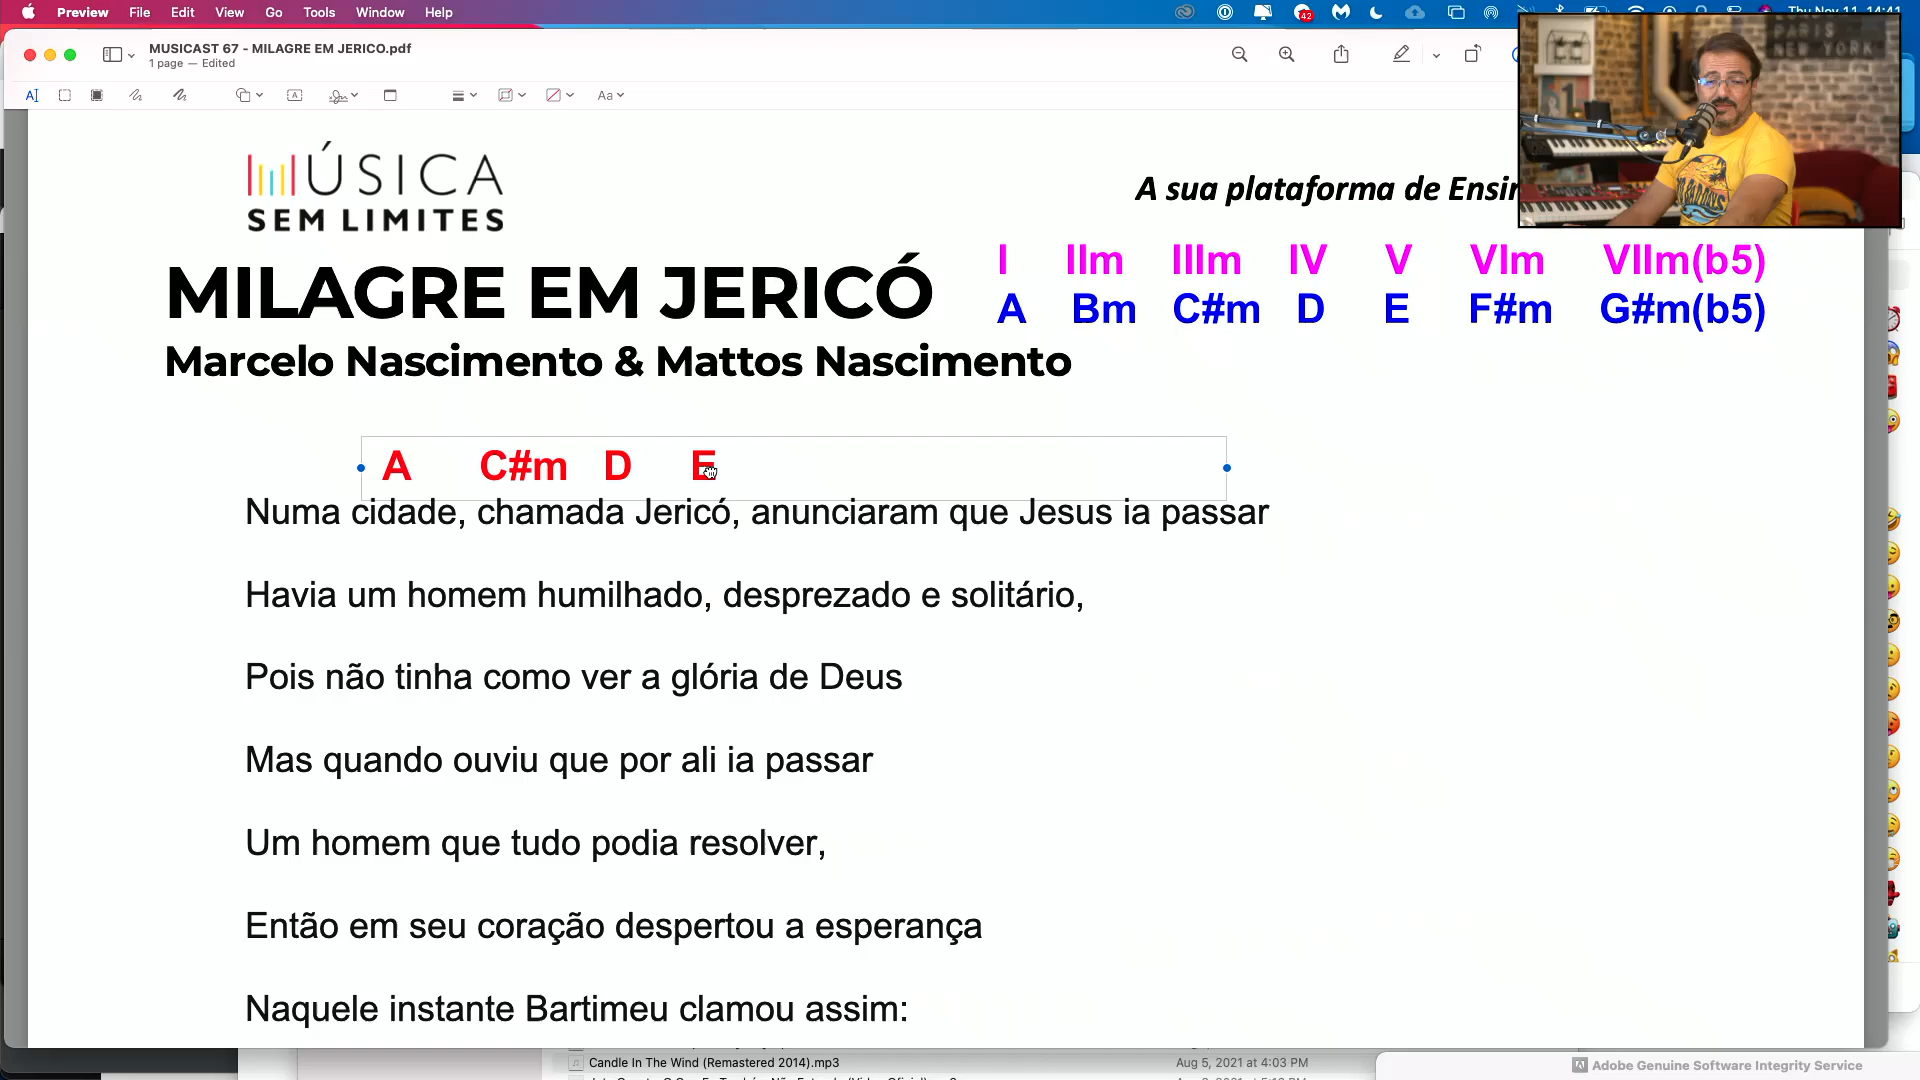 Preview File Edit View Go Tools Window Help
42
MUSICAST 67 - MILAGRE EM JERICO.pdf
1 page — Edited
Aa
PARIS
NEW YORK
MÚSICA
SEM LIMITES
A sua plataforma de
MILAGRE EM JERICÓ
Marcelo Nascimento & Mattos Nascimento
I IIm IIIm IV V VIm VIIm(b5)
A Bm C#m D E F#m G#m(b5)
A C#m D E
Numa cidade, chamada Jericó, anunciaram que Jesus ia passar
Havia um homem humilhado, desprezado e solitário,
Pois não tinha como ver a glória de Deus
Mas quando ouviu que por ali ia passar
Um homem que tudo podia resolver,
Então em seu coração despertou a esperança
Naquele instante Bartimeu clamou assim:
Candle In The Wind (Remastered 2014).mp3 Aug 5, 2021 at 4:03 PM
Adobe Genuine Software Integrity Service